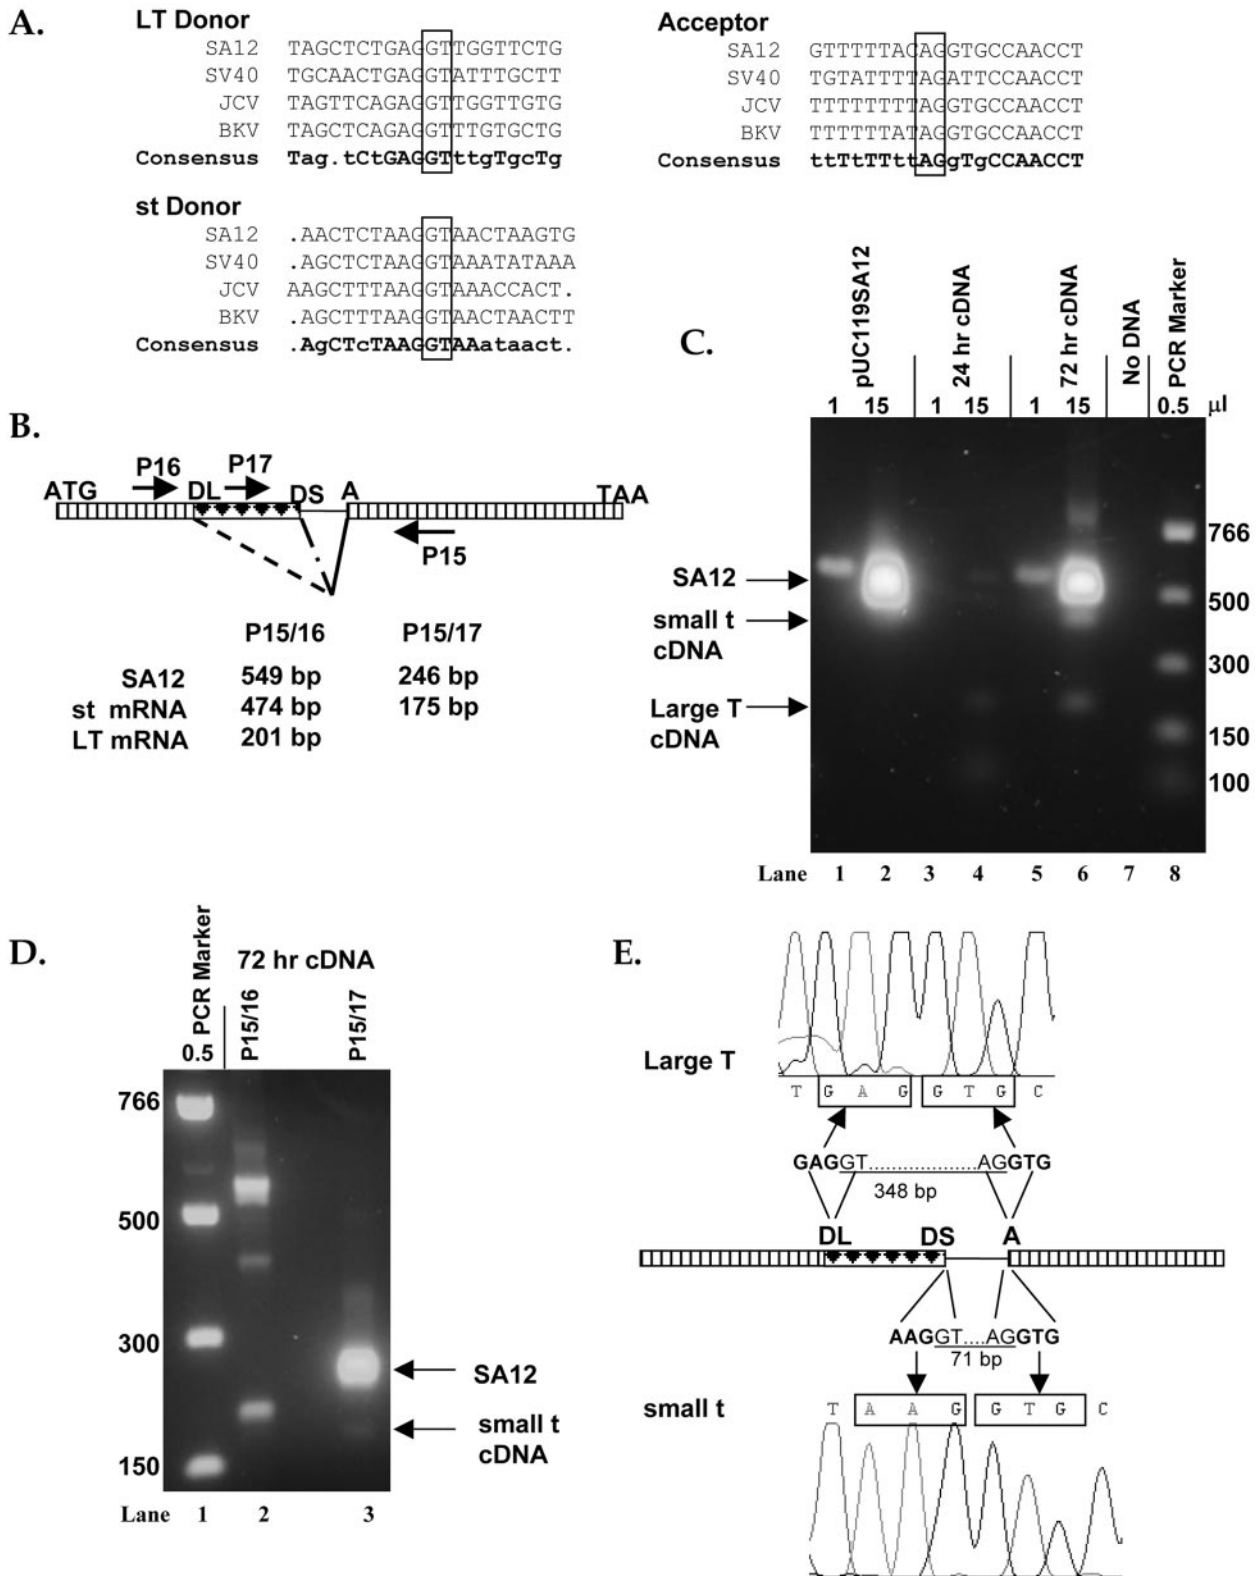 A.
LT Donor
SA12 TAGCTCTGAGGTTGGTTCTG
SV40 TGCAACTGAGGTATTTGCTT
JCV TAGTTCAGAGGTTGGTTGTG
BKV TAGCTCAGAGGTTTGTGCTG
Consensus Tag.tCtGAGGTttgTgcTg
Acceptor
SA12 GTTTTTACAGGTGCCAACCT
SV40 TGTATTTTAGATTCCAACCT
JCV TTTTTTTTAGGTGCCAACCT
BKV TTTTTTATAGGTGCCAACCT
Consensus ttTtTTttAGgTgCCAACCT
st Donor
SA12 .AACTCTAAGGTAACTAAGTG
SV40 .AGCTCTAAGGTAAATATAAA
JCV AAGCTTTAAGGTAAACCACT.
BKV .AGCTTTAAGGTAACTAACTT
Consensus .AgCTcTAAGGTAAataact.
B.
P16 P17
ATG DL DS A TAA
P15
P15/16 P15/17
SA12 549 bp 246 bp
st mRNA 474 bp 175 bp
LT mRNA 201 bp
C.
pUC119SA12 24 hr cDNA 72 hr cDNA No DNA PCR Marker
1 15 1 15 1 15 0.5 µl
766
SA12
500
small t
cDNA
300
Large T
cDNA
150
100
Lane 1 2 3 4 5 6 7 8
D.
PCR Marker
72 hr cDNA
P15/16 P15/17
0.5
766
500
300
SA12
small t
cDNA
150
Lane 1 2 3
E.
Large T
T G A G G T G C
GAGGT....................AGGTG
348 bp
DL DS A
AAGGT....AGGTG
71 bp
small t
T A A G G T G C